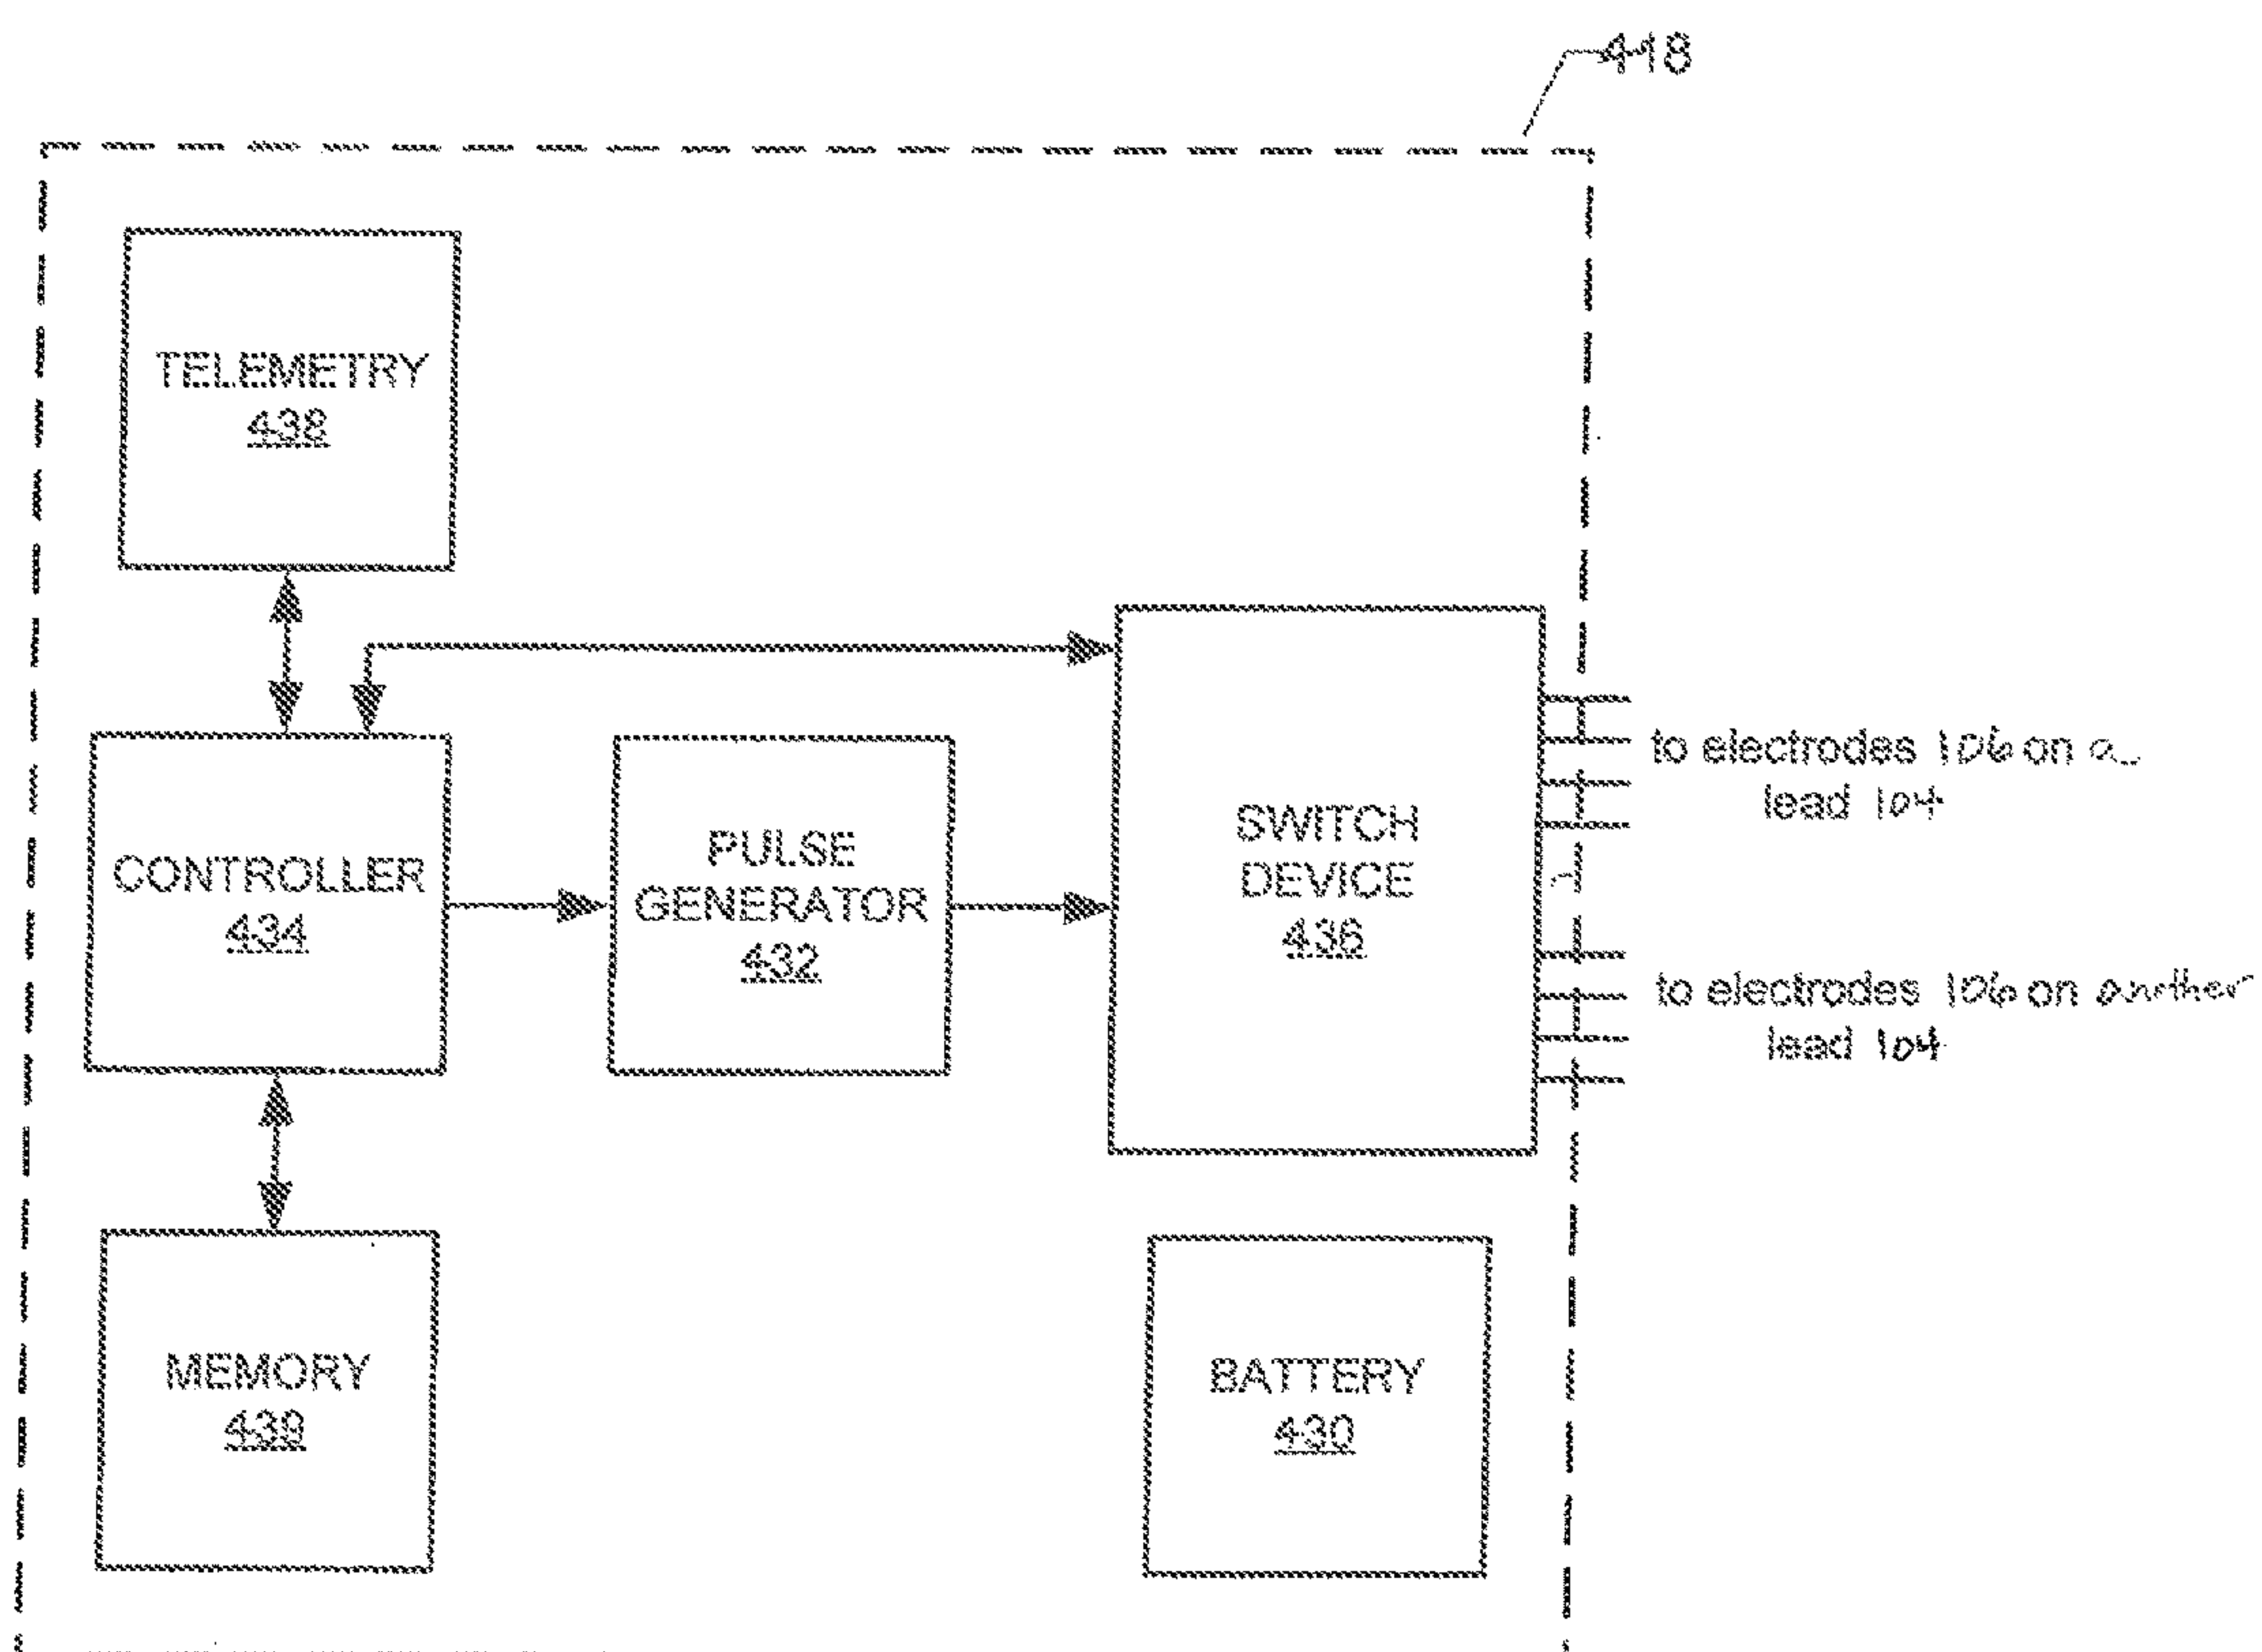 418
TELEMETRY
438
CONTROLLER
434
PULSE
GENERATOR
432
SWITCH
DEVICE
436
to electrodes 106 on a
lead 104
to electrodes 106 on another
lead 104
MEMORY
439
BATTERY
430